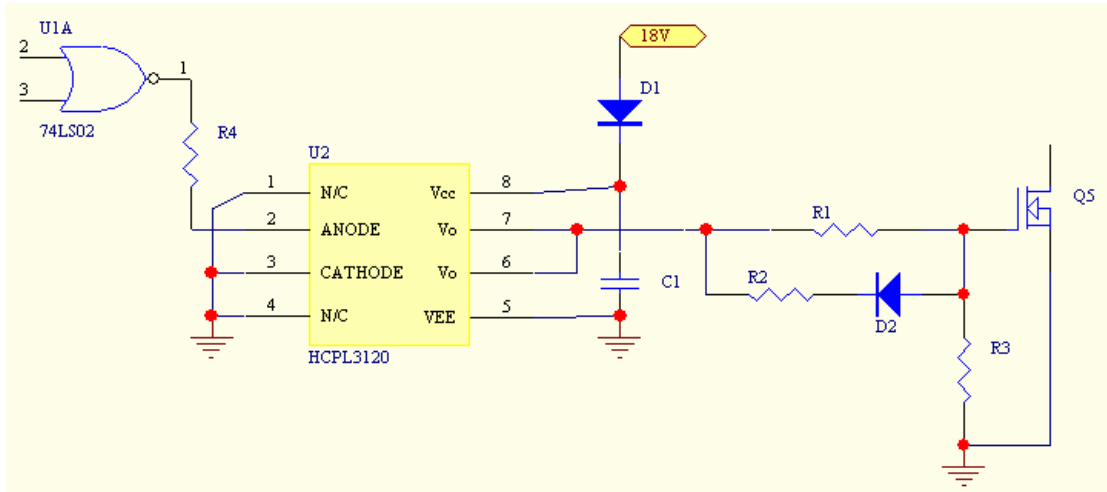 U1A
2
3
1
74LS02
R4
18V
D1
U2
1 N/C Vcc 8
2 ANODE Vo 7
3 CATHODE Vo 6
4 N/C VEE 5
HCPL3120
C1
R1
R2
D2
R3
Q5